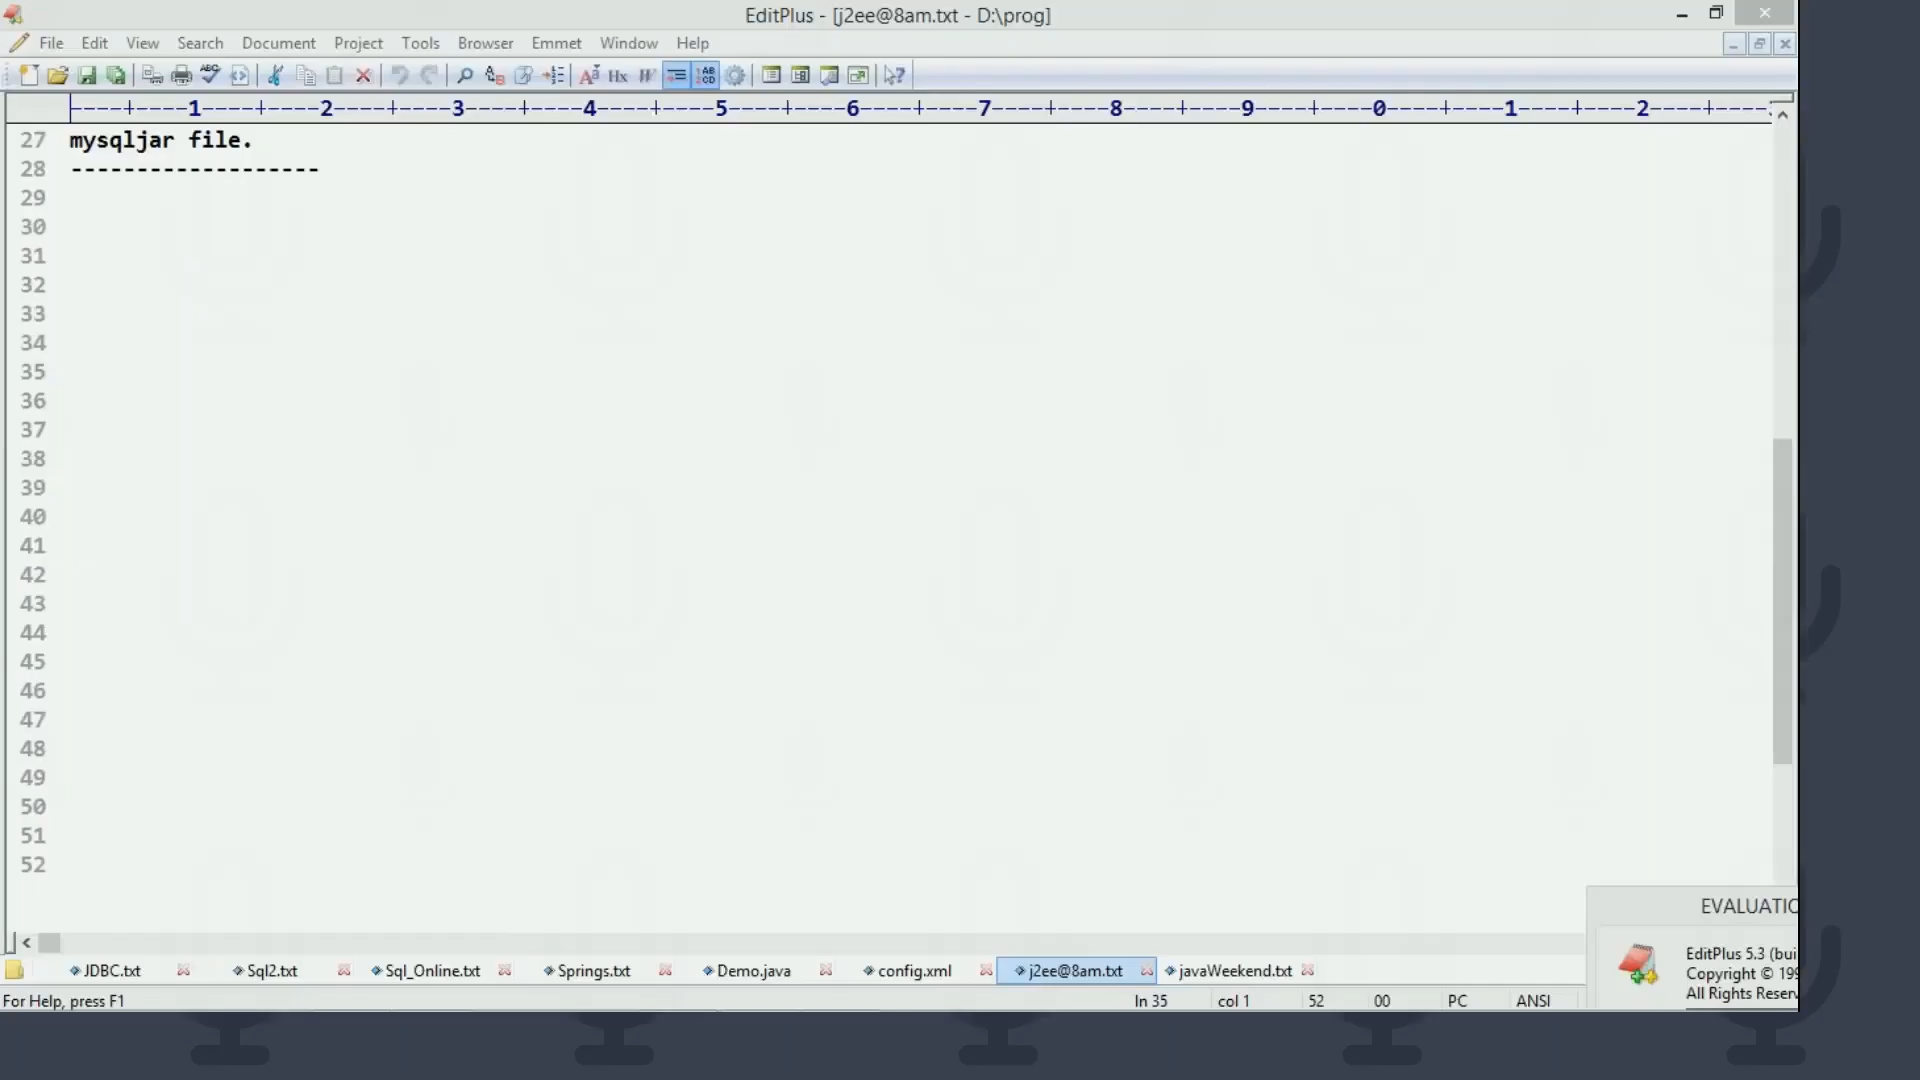 EditPlus - [j2ee@8am.txt - D:\prog]
File Edit View Search Document Project Tools Browser Emmet Window Help
|----+----1----+----2----+----3----+----4----+----5----+----6----+----7----+----8----+----9----+----0----+----1----+----2----+----
27 mysqljar file.
28 -------------------
29
30
31
32
33
34
35
36
37
38
39
40
41
42
43
44
45
46
47
48
49
50
51
52
EVALUATIO
EditPlus 5.3 (bui
Copyright © 199
All Rights Reserv
JDBC.txt Sql2.txt Sql_Online.txt Springs.txt Demo.java config.xml j2ee@8am.txt javaWeekend.txt
For Help, press F1 ln 35 col 1 52 00 PC ANSI